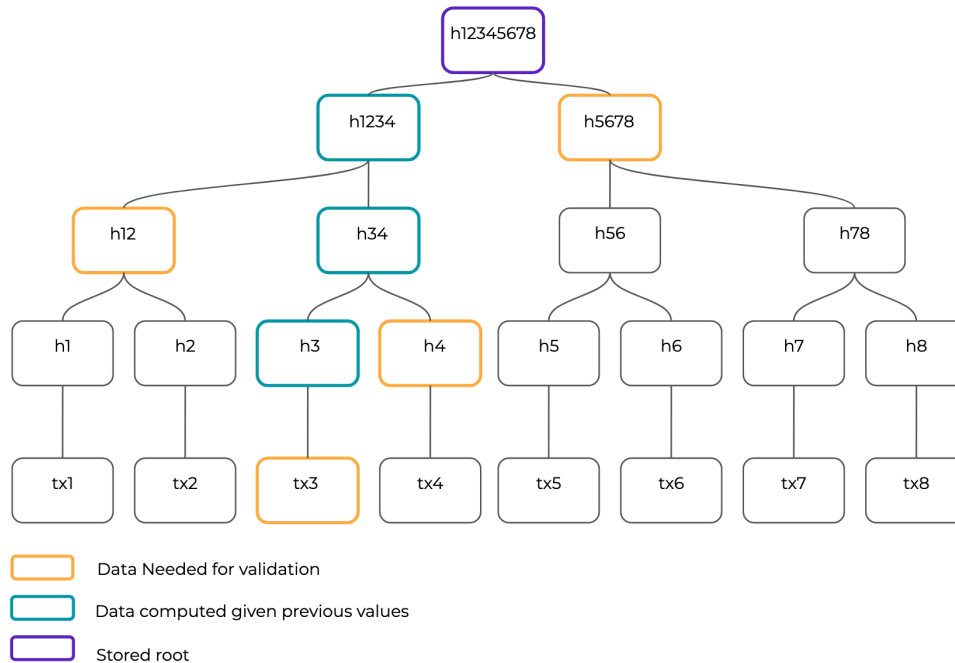 h12345678
h1234 h5678
h12 h34 h56 h78
h1 h2 h3 h4 h5 h6 h7 h8
tx1 tx2 tx3 tx4 tx5 tx6 tx7 tx8
Data Needed for validation
Data computed given previous values
Stored root